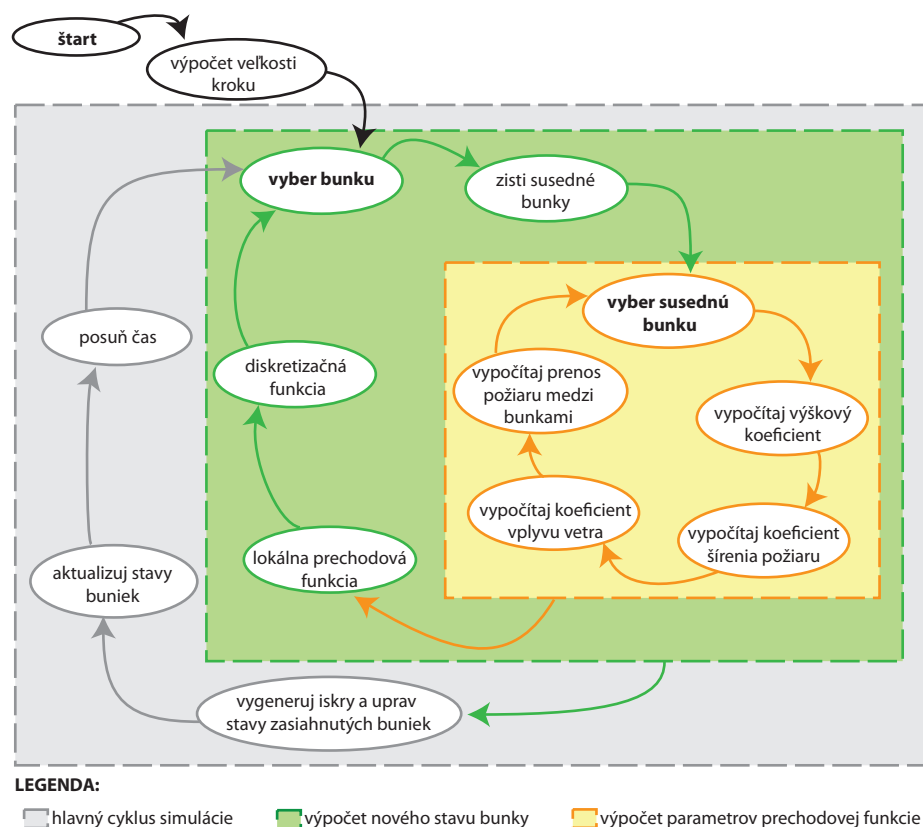 štart
výpočet veľkosti
kroku
vyber bunku
zisti susedné
bunky
vyber susednú
bunku
posuň čas
diskretizačná
funkcia
vypočítaj prenos
požiaru medzi
bunkami
vypočítaj výškový
koeficient
vypočítaj koeficient
vplyvu vetra
vypočítaj koeficient
šírenia požiaru
lokálna prechodová
funkcia
aktualizuj stavy
buniek
vygeneruj iskry a uprav
stavy zasiahnutých buniek
LEGENDA:
hlavný cyklus simulácie
výpočet nového stavu bunky
výpočet parametrov prechodovej funkcie